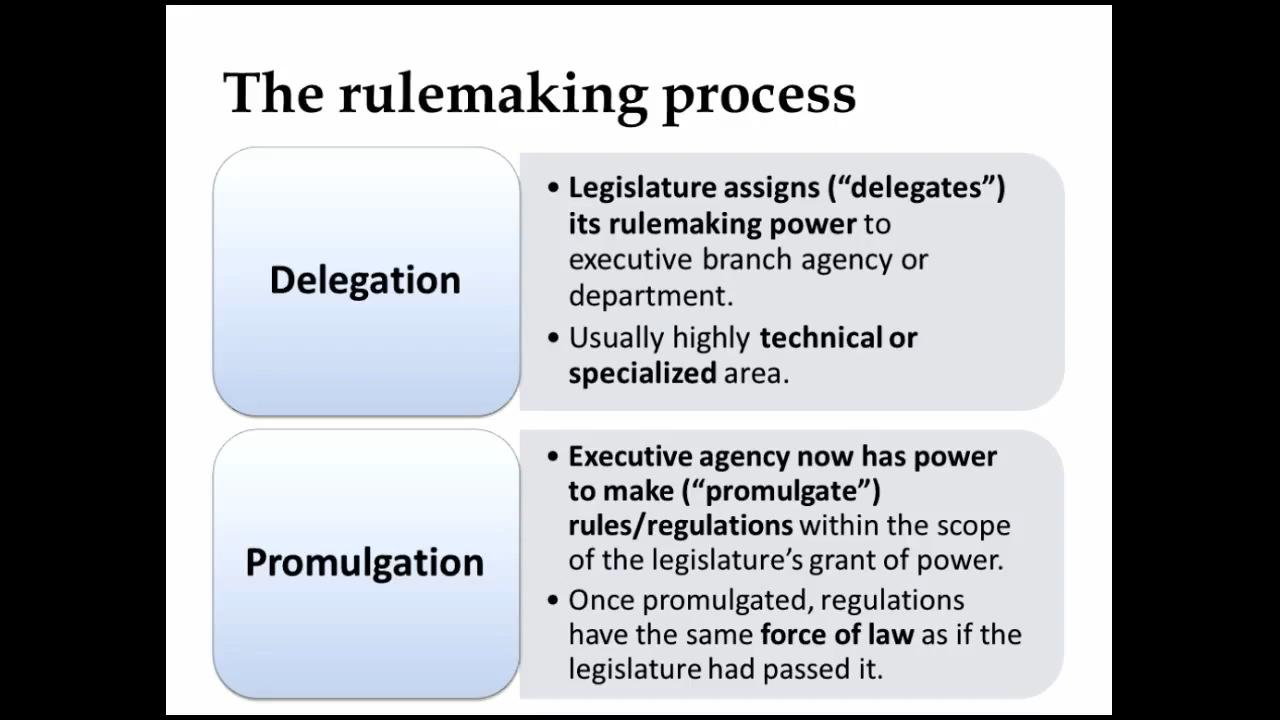 The rulemaking process
Delegation
• Legislature assigns (“delegates”)
its rulemaking power to
executive branch agency or
department.
• Usually highly technical or
specialized area.
Promulgation
• Executive agency now has power
to make (“promulgate”)
rules/regulations within the scope
of the legislature’s grant of power.
• Once promulgated, regulations
have the same force of law as if the
legislature had passed it.